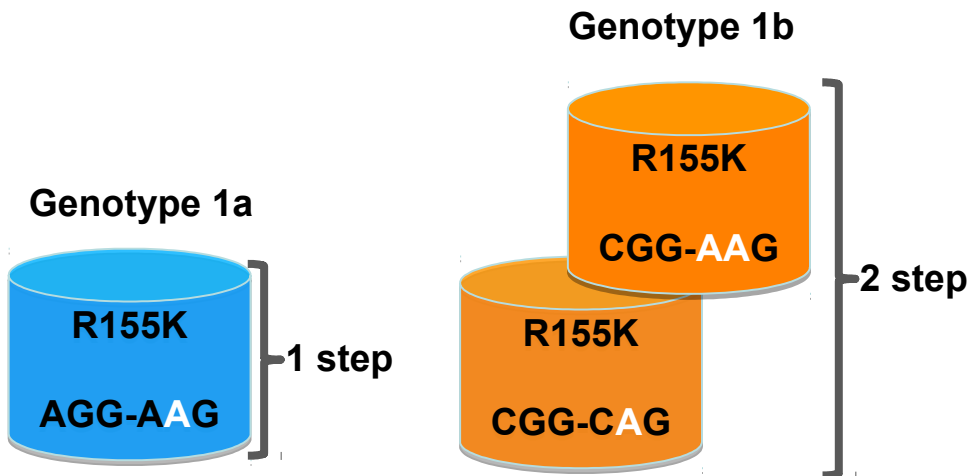 Genotype 1a
R155K
AGG-AAG
1 step
Genotype 1b
R155K
CGG-AAG
R155K
CGG-CAG
2 step